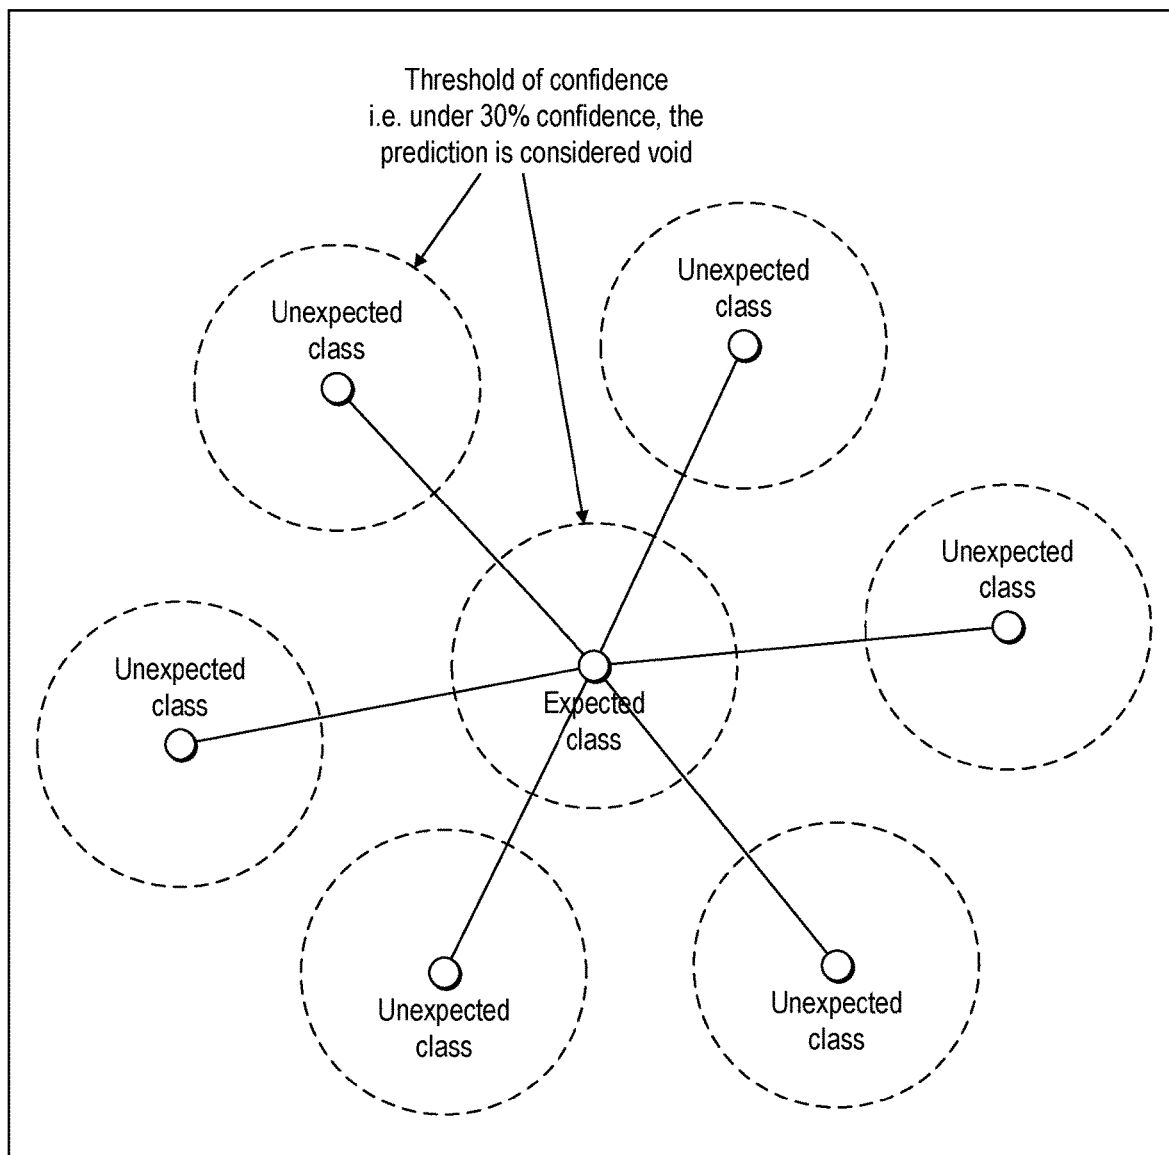 Threshold of confidence
i.e. under 30% confidence, the
prediction is considered void
Unexpected
class
Unexpected
class
Unexpected
class
Unexpected
class
Expected
class
Unexpected
class
Unexpected
class